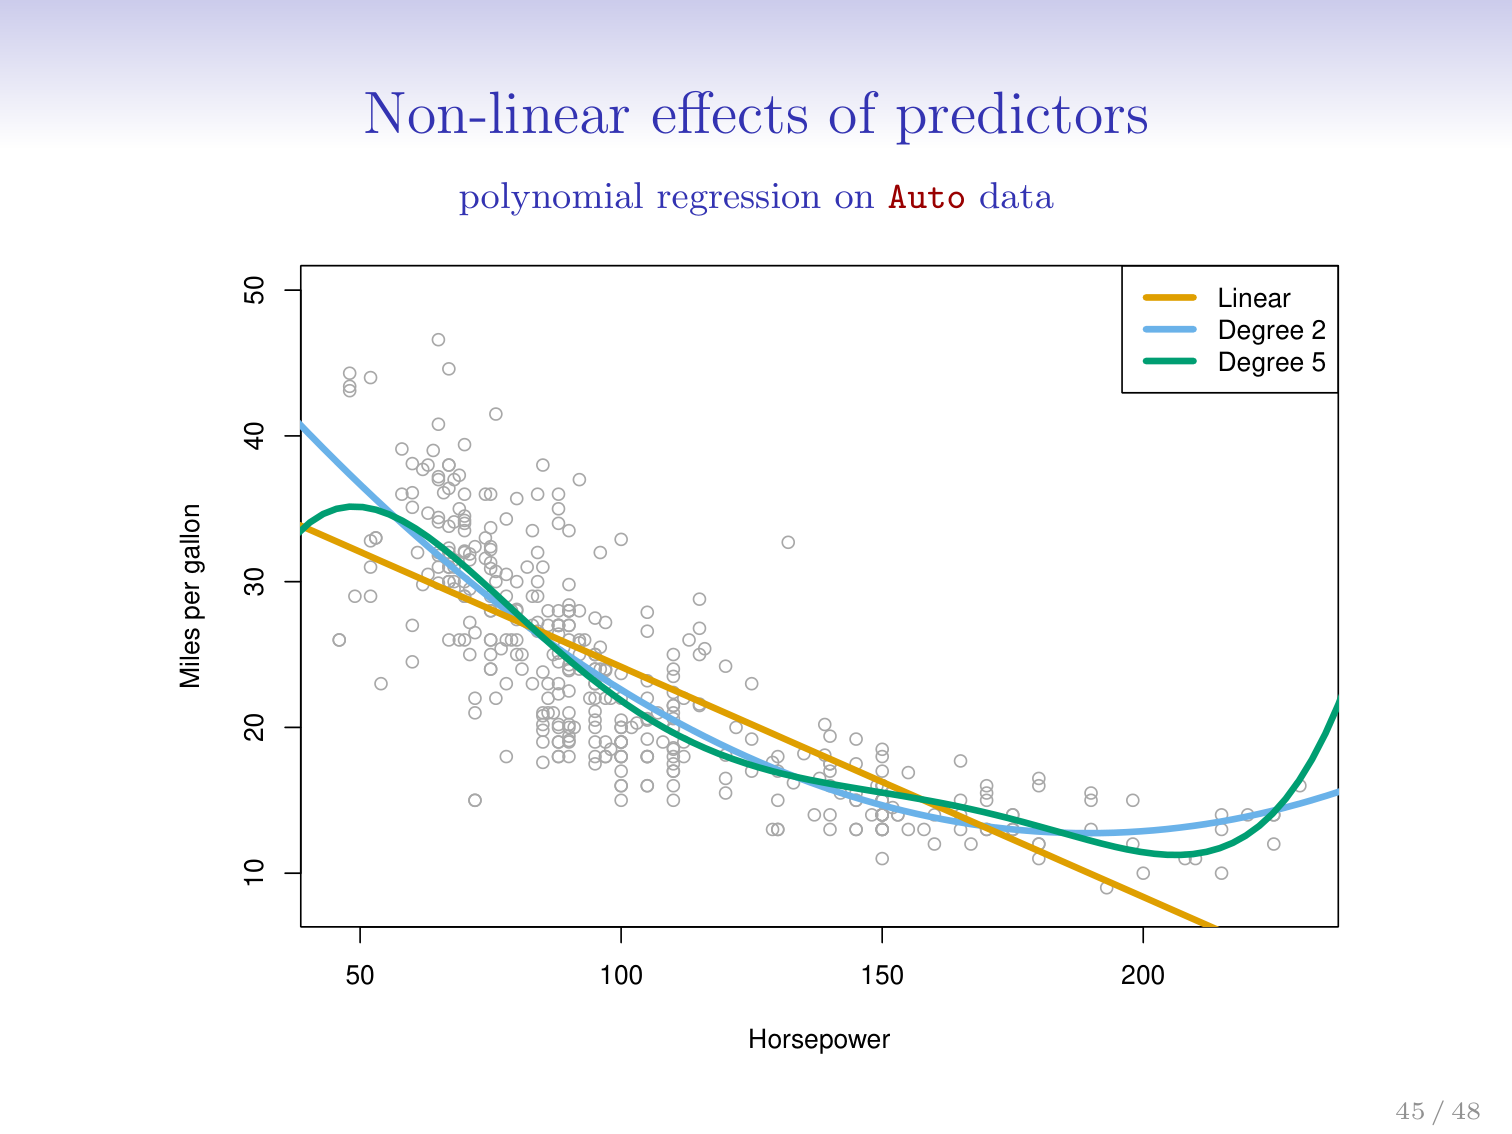 Non-linear effects of predictors
polynomial regression on Auto data
Linear
Degree 2
Degree 5
Miles per gallon
50
40
30
20
10
50 100 150 200
Horsepower
45 / 48